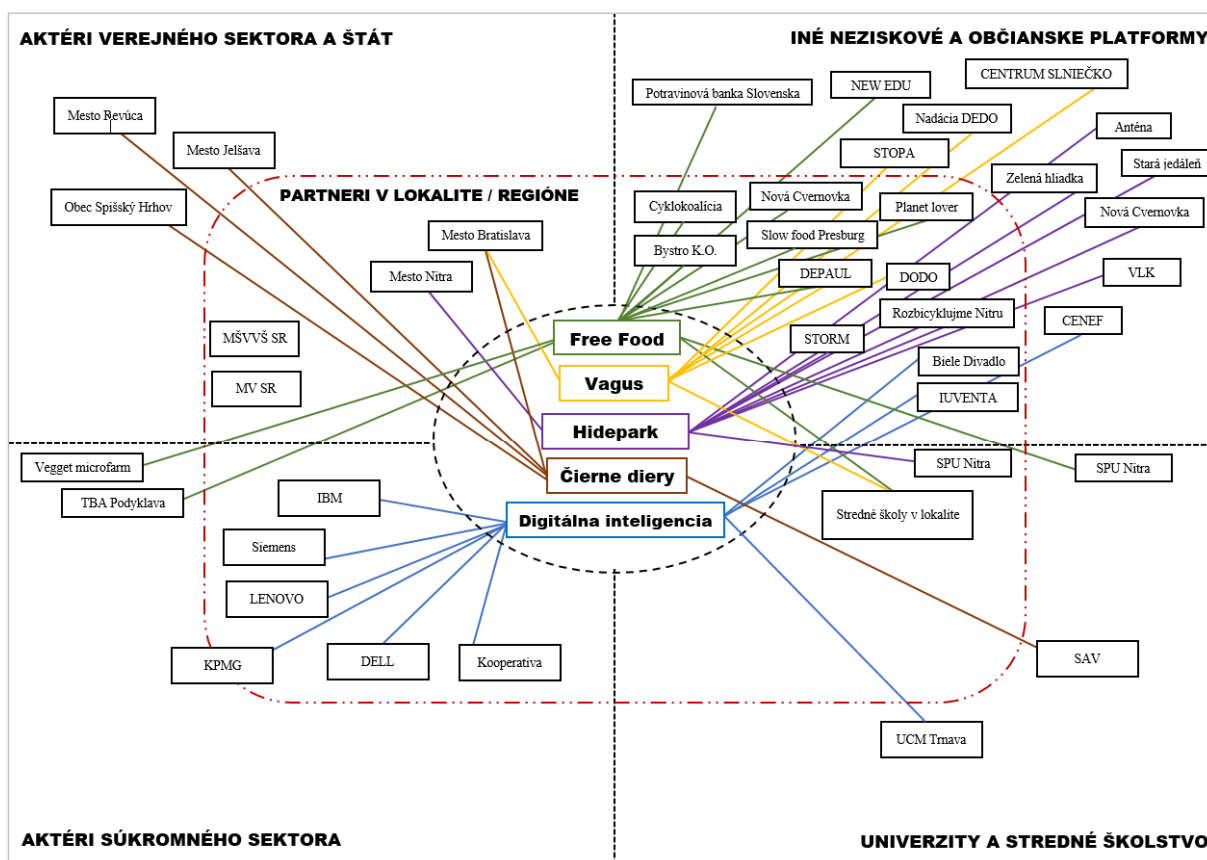 AKTÉRI VEREJNÉHO SEKTORA A ŠTÁT
INÉ NEZISKOVÉ A OBČIANSKE PLATFORMY
Mesto Revúca
Mesto Jelšava
Obec Spišský Hrhov
PARTNERI V LOKALITE / REGIÓNE
Mesto Bratislava
Mesto Nitra
MŠVVŠ SR
MV SR
Potravinová banka Slovenska
NEW EDU
CENTRUM SLNIEČKO
Nadácia DEDO
Anténa
STOPA
Stará jedáleň
Zelená hliadka
Cyklokoalícia
Nová Cvernovka
Planet lover
Nová Cvernovka
Bystro K.O.
Slow food Presburg
DEPAUL
DODO
VLK
Rozbicyklujme Nitru
CENEF
STORM
Biele Divadlo
IUVENTA
Free Food
Vagus
Hidepark
Čierne diery
Digitálna inteligencia
Vegget microfarm
TBA Podyklava
IBM
Siemens
LENOVO
KPMG
DELL
Kooperativa
SPU Nitra
SPU Nitra
Stredné školy v lokalite
SAV
UCM Trnava
AKTÉRI SÚKROMNÉHO SEKTORA
UNIVERZITY A STREDNÉ ŠKOLSTVO